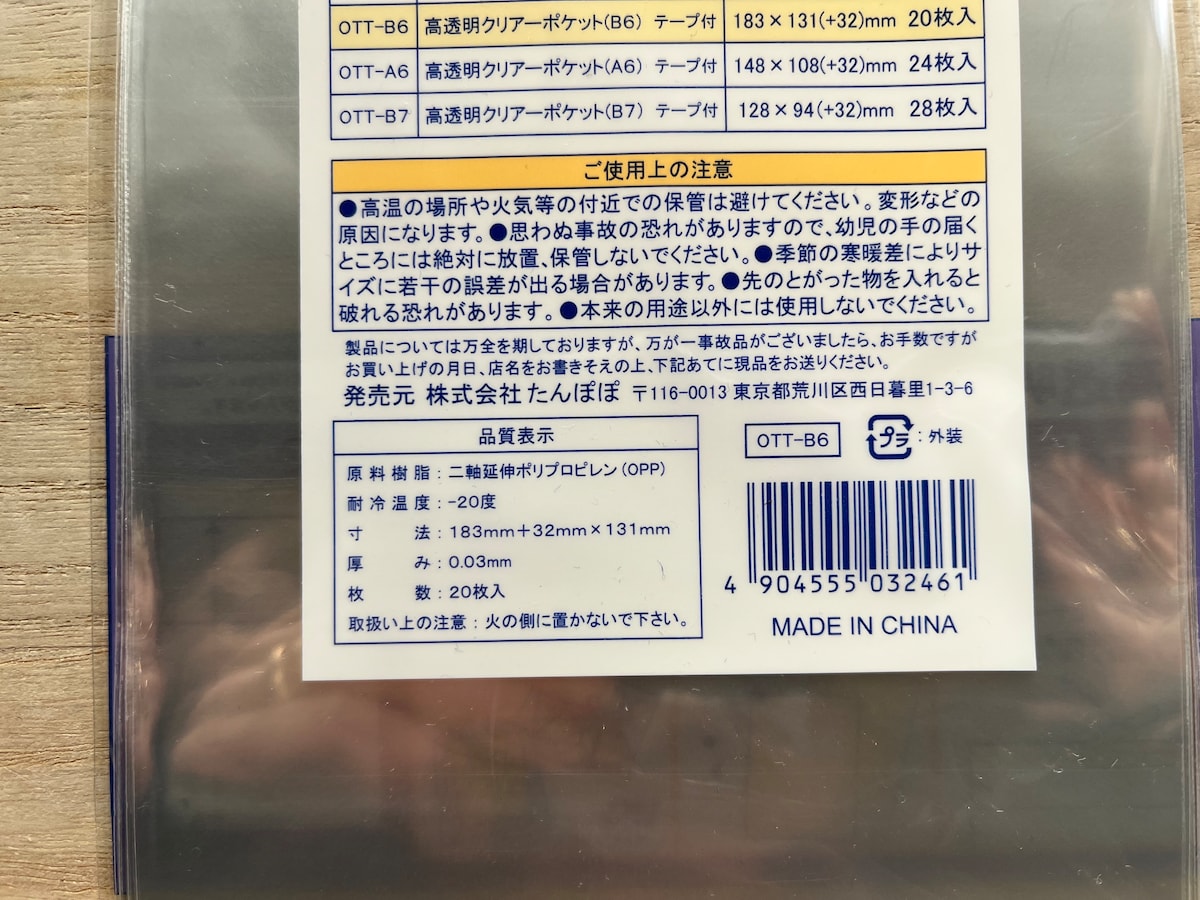 OTT-B6 高透明クリアーポケット(B6) テープ付 183×131(+32)mm 20枚入
OTT-A6 高透明クリアーポケット(A6) テープ付 148×108(+32)mm 24枚入
OTT-B7 高透明クリアーポケット(B7) テープ付 128×94(+32)mm 28枚入
ご使用上の注意
●高温の場所や火気等の付近での保管は避けてください。変形などの
原因になります。●思わぬ事故の恐れがありますので、幼児の手の届く
ところには絶対に放置、保管しないでください。●季節の寒暖差によりサ
イズに若干の誤差が出る場合があります。●先のとがった物を入れると
破れる恐れがあります。●本来の用途以外には使用しないでください。
製品については万全を期しておりますが、万が一事故品がございましたら、お手数ですが
お買い上げの月日、店名をお書きそえの上、下記あてに現品をお送りください。
発売元 株式会社たんぽぽ 〒116-0013 東京都荒川区西日暮里1-3-6
品質表示
原料樹脂:二軸延伸ポリプロピレン(OPP)
耐冷温度:-20度
寸法:183mm+32mm×131mm
厚み:0.03mm
枚数:20枚入
取扱い上の注意:火の側に置かないで下さい。
OTT-B6 プラ:外装
4 904555 032461
MADE IN CHINA